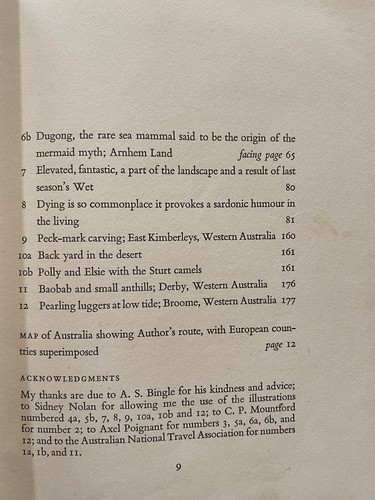 6b Dugong, the rare sea mammal said to be the origin of the
mermaid myth; Arnhem Land facing page 65
7 Elevated, fantastic, a part of the landscape and a result of last
season's Wet 80
8 Dying is so commonplace it provokes a sardonic humour in
the living 81
9 Peck-mark carving; East Kimberleys, Western Australia 160
10a Back yard in the desert 161
10b Polly and Elsie with the Sturt camels 161
11 Baobab and small anthills; Derby, Western Australia 176
12 Pearling luggers at low tide; Broome, Western Australia 177
MAP of Australia showing Author's route, with European coun-
tries superimposed page 12
ACKNOWLEDGMENTS
My thanks are due to A. S. Bingle for his kindness and advice;
to Sidney Nolan for allowing me the use of the illustrations
numbered 4a, 5b, 7, 8, 9, 10a, 10b and 12; to C. P. Mountford
for number 2; to Axel Poignant for numbers 3, 5a, 6a, 6b, and
12; and to the Australian National Travel Association for numbers
1a, 1b, and 11.
9